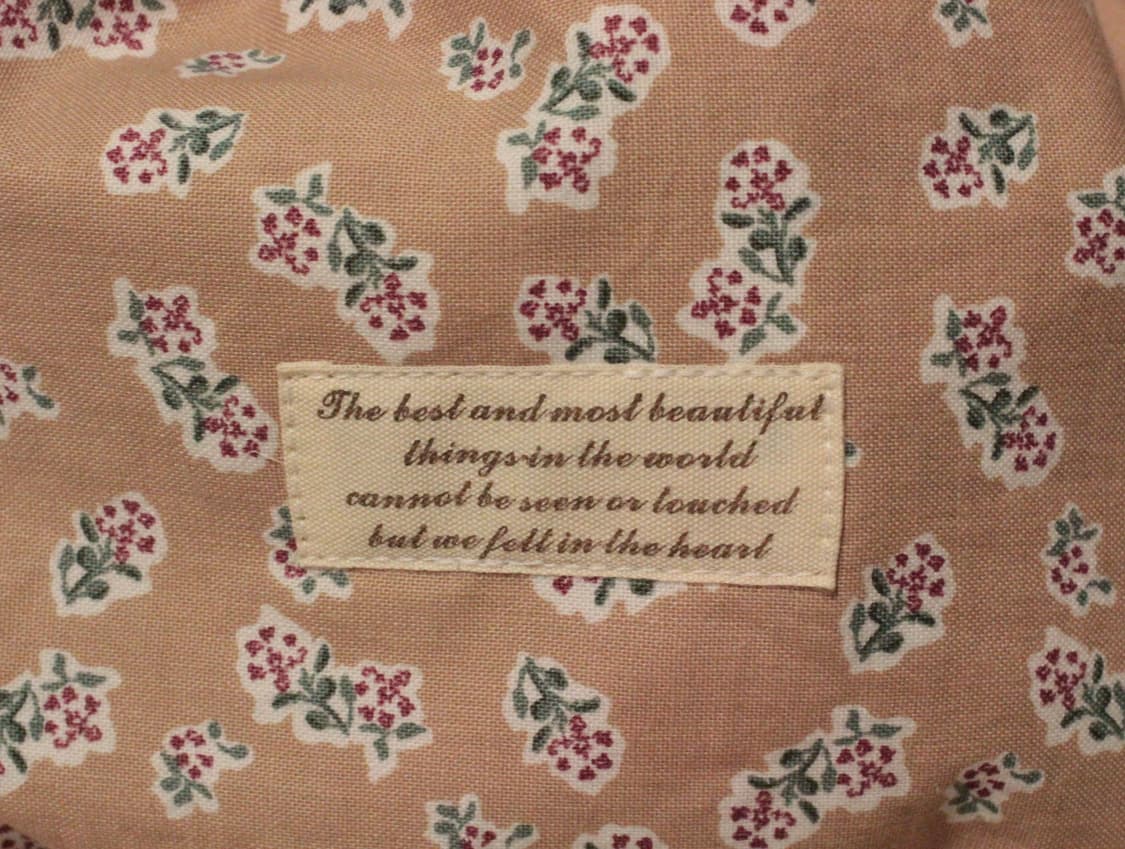 The best and most beautiful
things in the world
cannot be seen or touched
but we felt in the heart